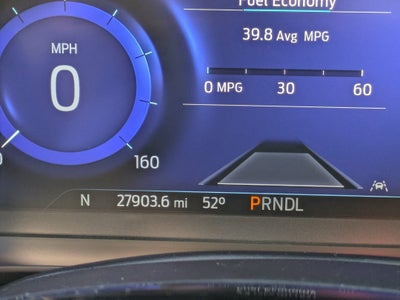 Fuel Economy
MPH
39.8 Avg MPG
0
0 MPG 30 60
160
N 27903.6 mi 52° PRNDL